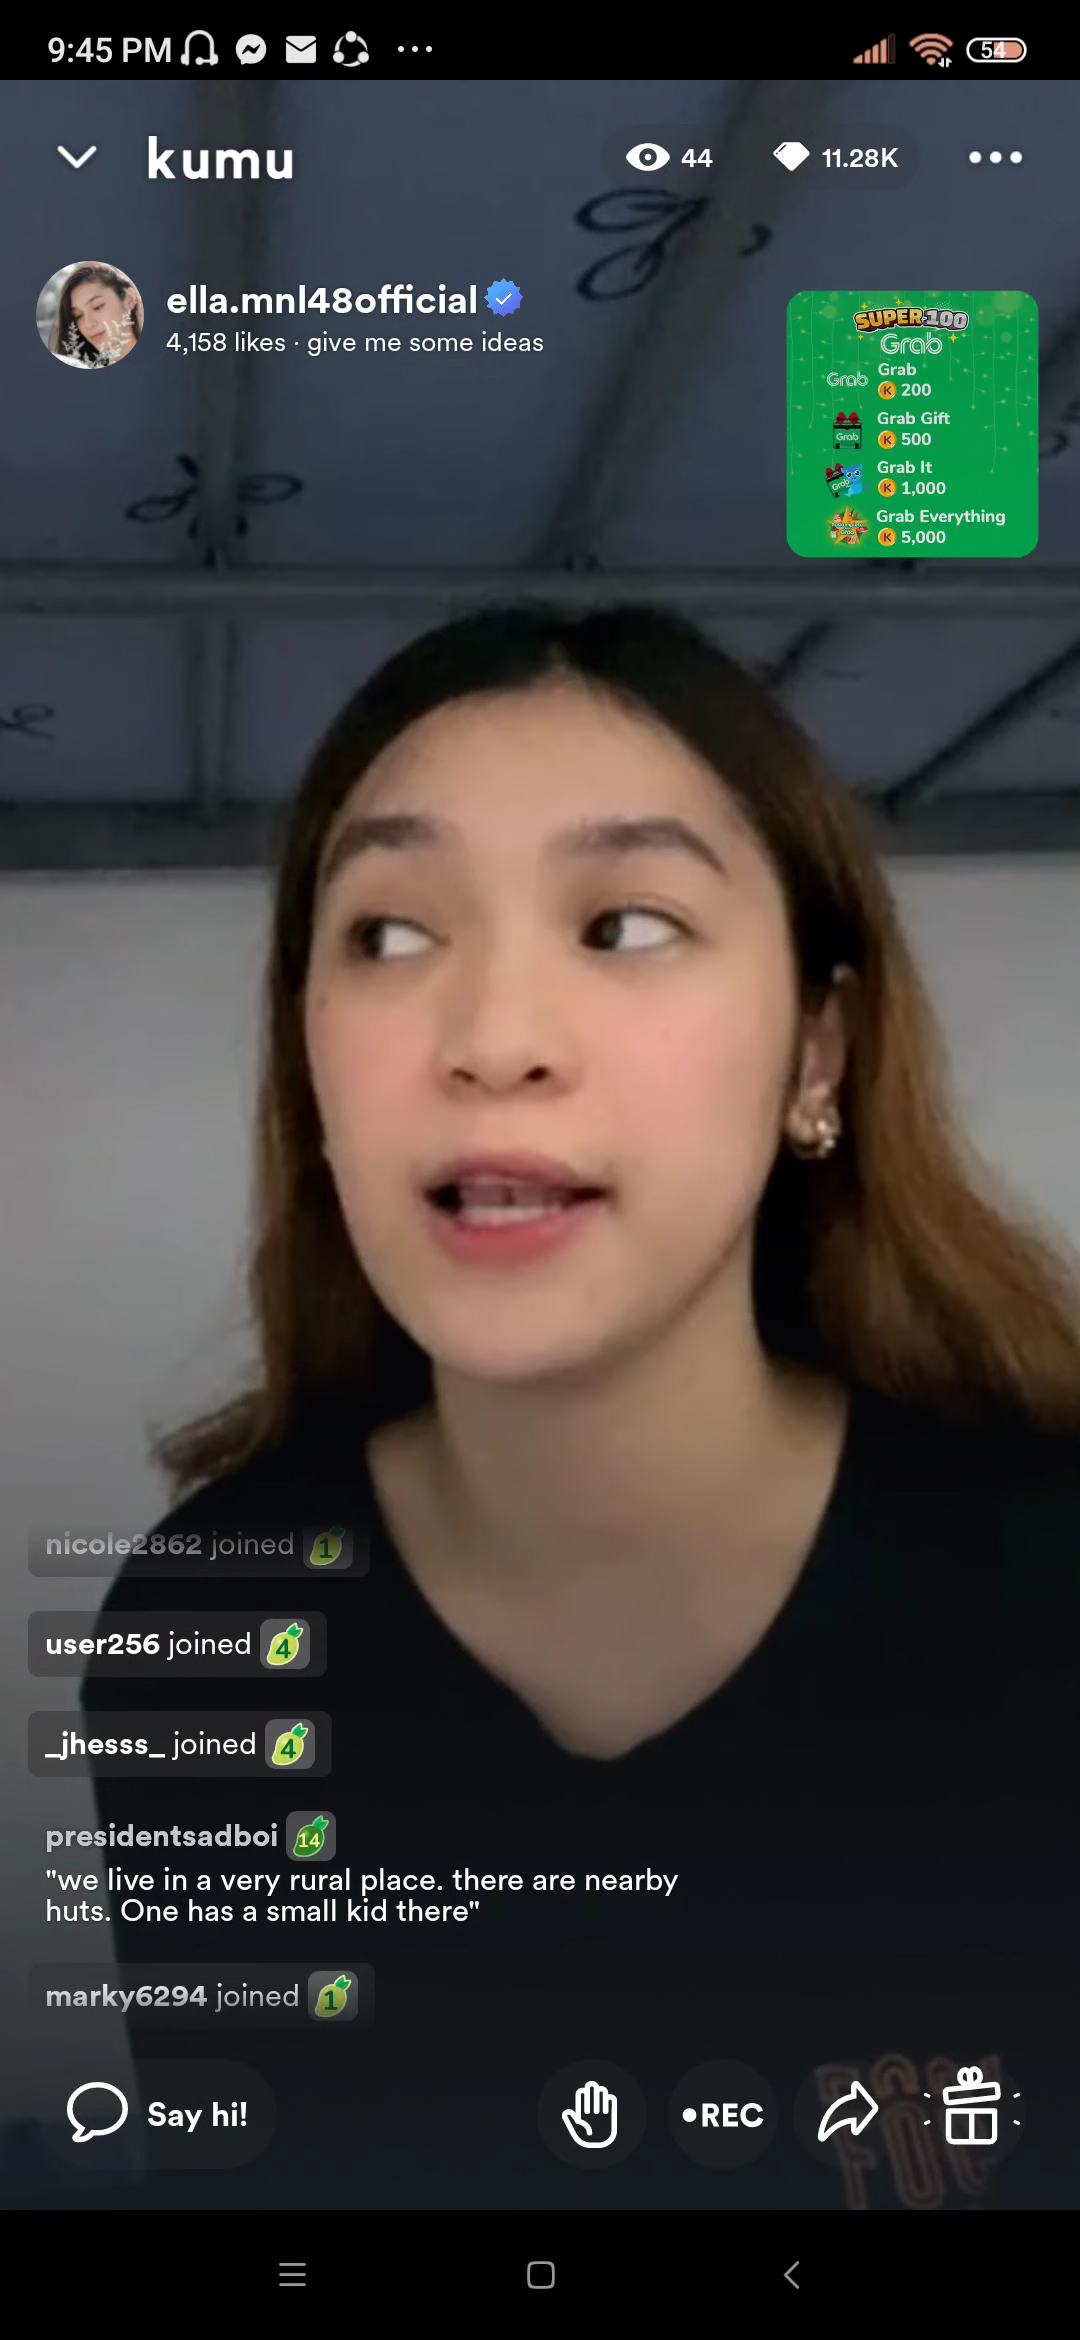 9:45 PM
54
kumu
44
11.28K
ella.mnl48official
4,158 likes · give me some ideas
SUPER-100
Grab
Grab
Grab
K 200
Grab
Grab Gift
K 500
Grab
Grab It
K 1,000
Grab Everything
K 5,000
nicole2862 joined 1
user256 joined 4
_jhesss_ joined 4
presidentsadboi 14
"we live in a very rural place. there are nearby
huts. One has a small kid there"
marky6294 joined 1
Say hi!
•REC